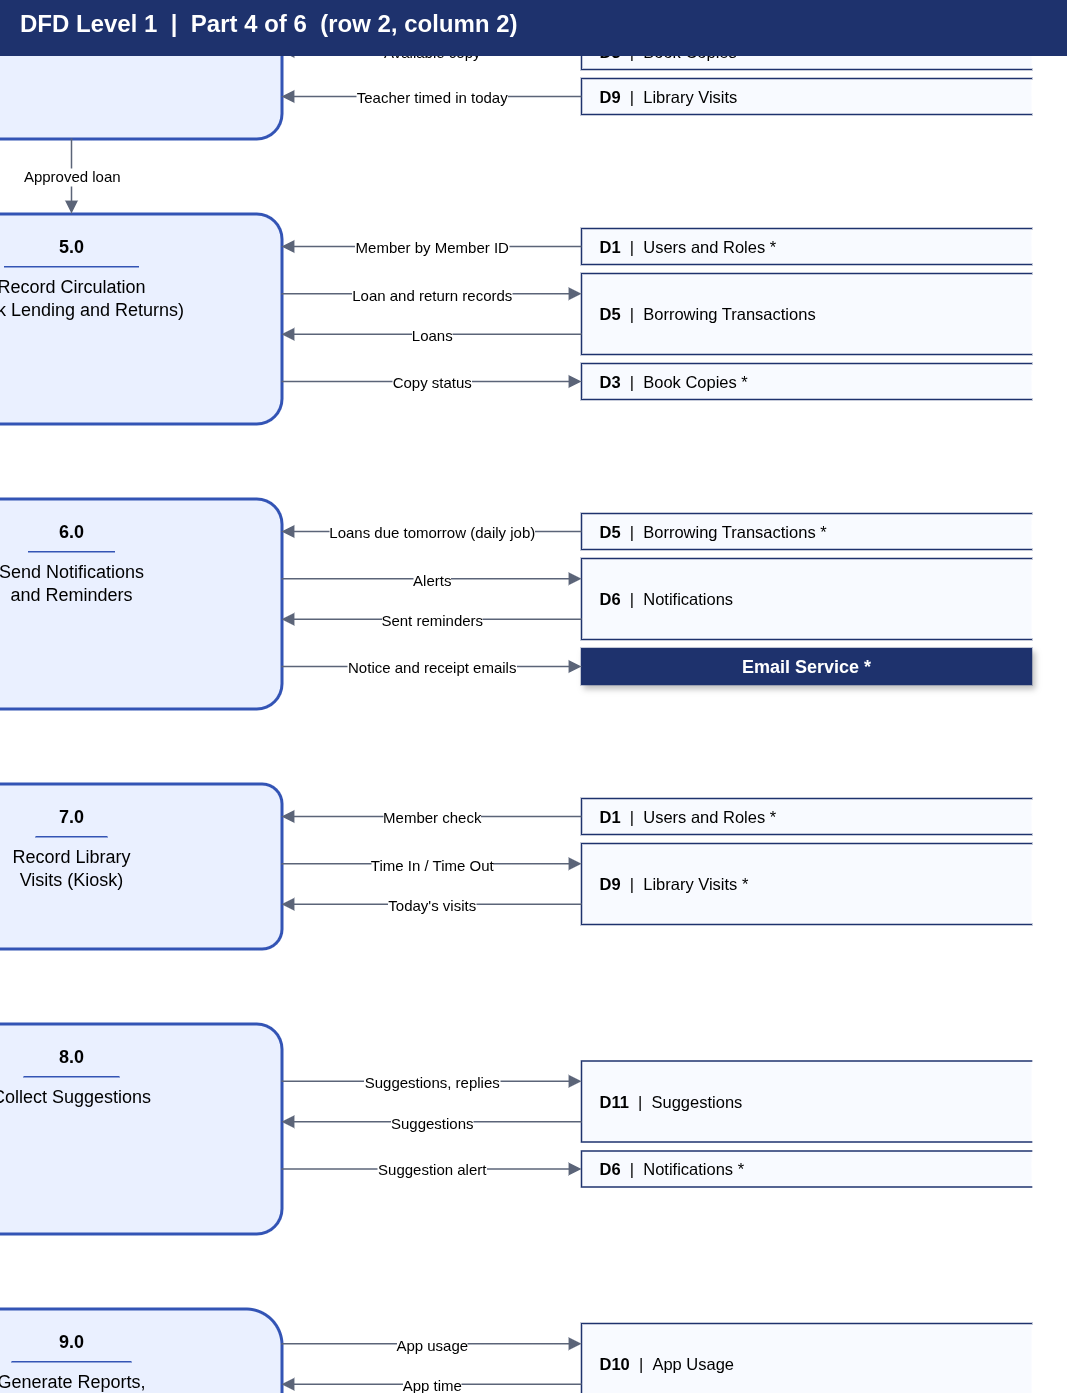 DFD Level 1 | Part 4 of 6 (row 2, column 2)
Teacher timed in today
D9 | Library Visits
Approved loan
5.0
Record Circulation
Lending and Returns)
Member by Member ID
D1 | Users and Roles *
Loan and return records
D5 | Borrowing Transactions
Loans
Copy status
D3 | Book Copies *
6.0
Send Notifications
and Reminders
Loans due tomorrow (daily job)
D5 | Borrowing Transactions *
Alerts
D6 | Notifications
Sent reminders
Notice and receipt emails
Email Service *
7.0
Record Library
Visits (Kiosk)
Member check
D1 | Users and Roles *
Time In / Time Out
D9 | Library Visits *
Today's visits
8.0
Collect Suggestions
Suggestions, replies
D11 | Suggestions
Suggestions
Suggestion alert
D6 | Notifications *
9.0
Generate Reports,
App usage
D10 | App Usage
App time